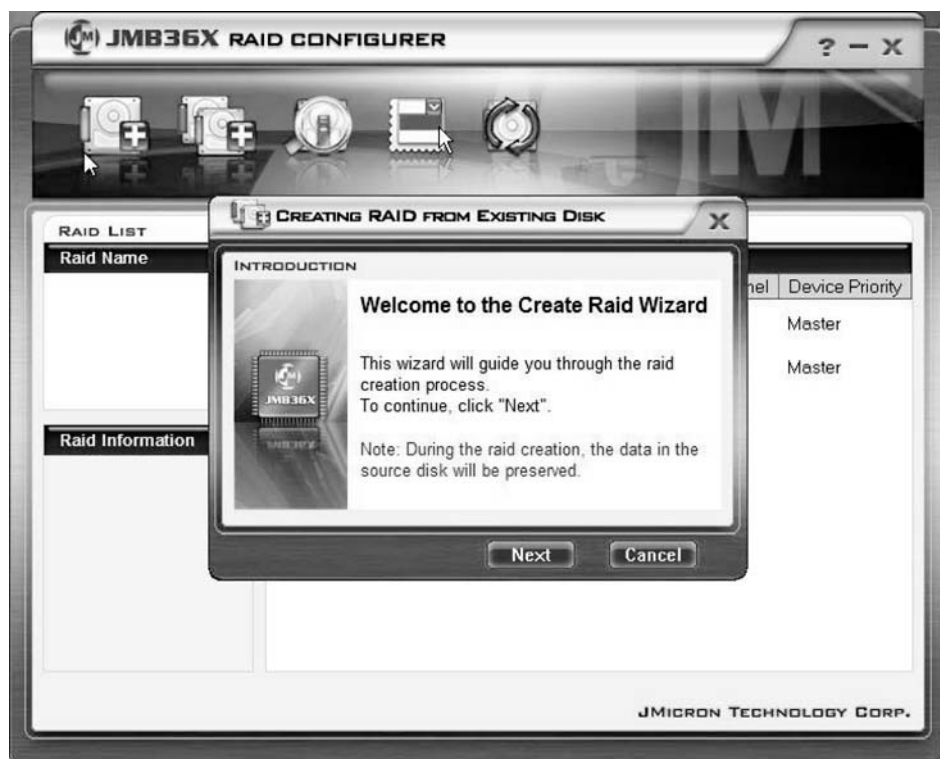 JMB36X RAID CONFIGURER
? – X
JM
RAID LIST
Raid Name
nel Device Priority
Master
Master
Raid Information
CREATING RAID FROM EXISTING DISK X
INTRODUCTION
JMB36X
Welcome to the Create Raid Wizard
This wizard will guide you through the raid
creation process.
To continue, click "Next".
Note: During the raid creation, the data in the
source disk will be preserved.
Next Cancel
JMICRON TECHNOLOGY CORP.